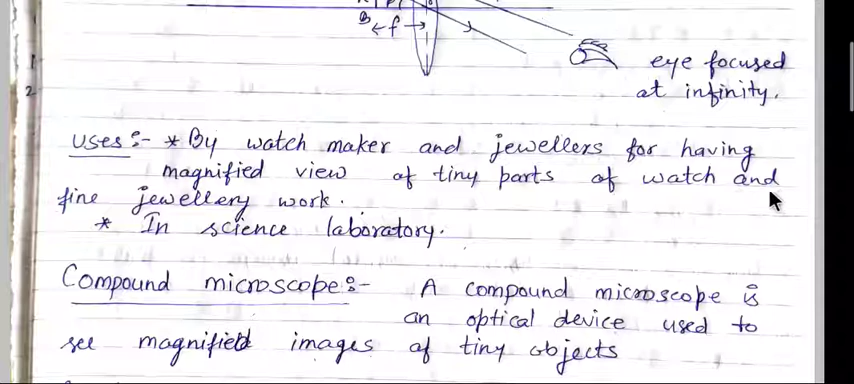 B ← f →
eye focused
at infinity.
1
2
Uses:- * By watch maker and jewellers for having
magnified view of tiny parts of watch and
fine jewellery work.
* In science laboratory.
Compound microscope:- A compound microscope is
an optical device used to
see magnified images of tiny objects